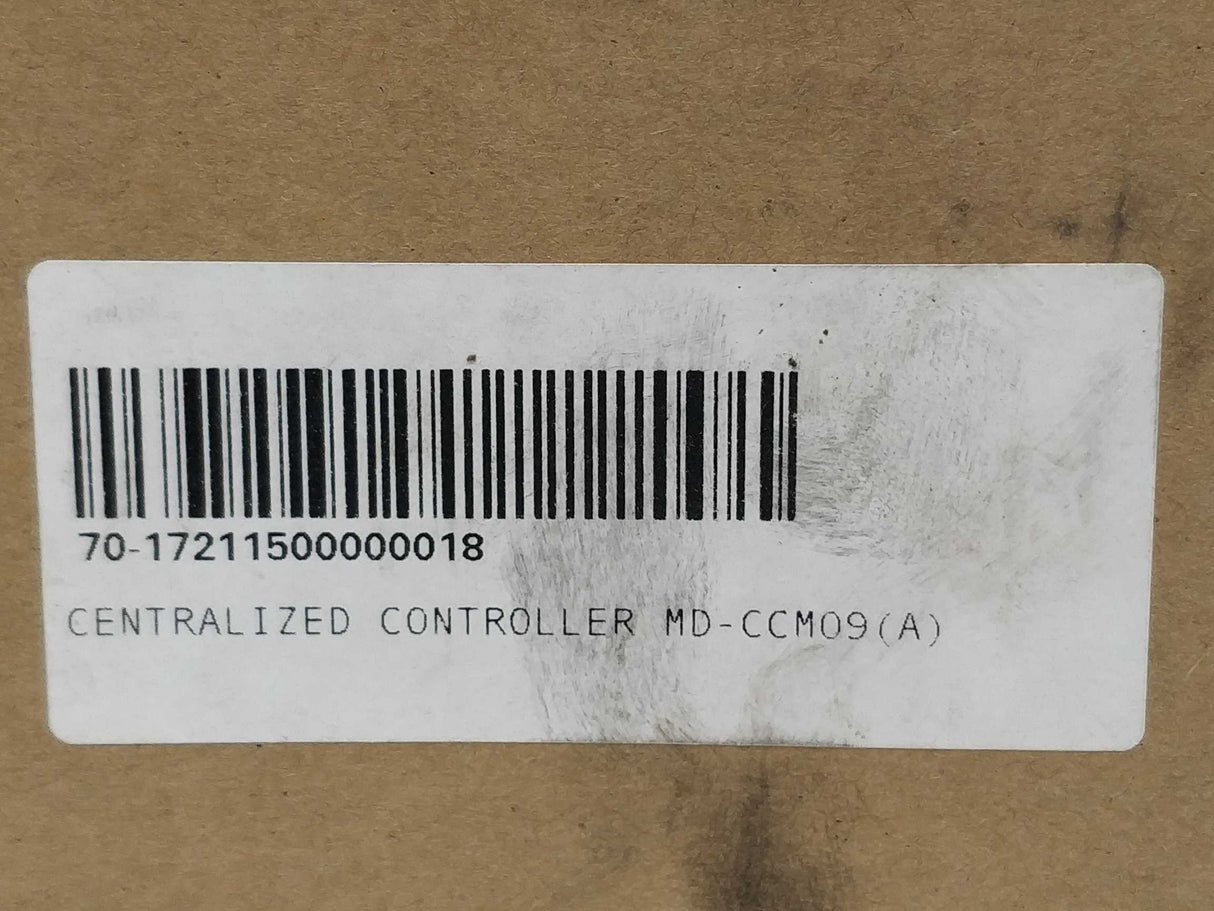 70-17211500000018
CENTRALIZED CONTROLLER MD-CCM09(A)